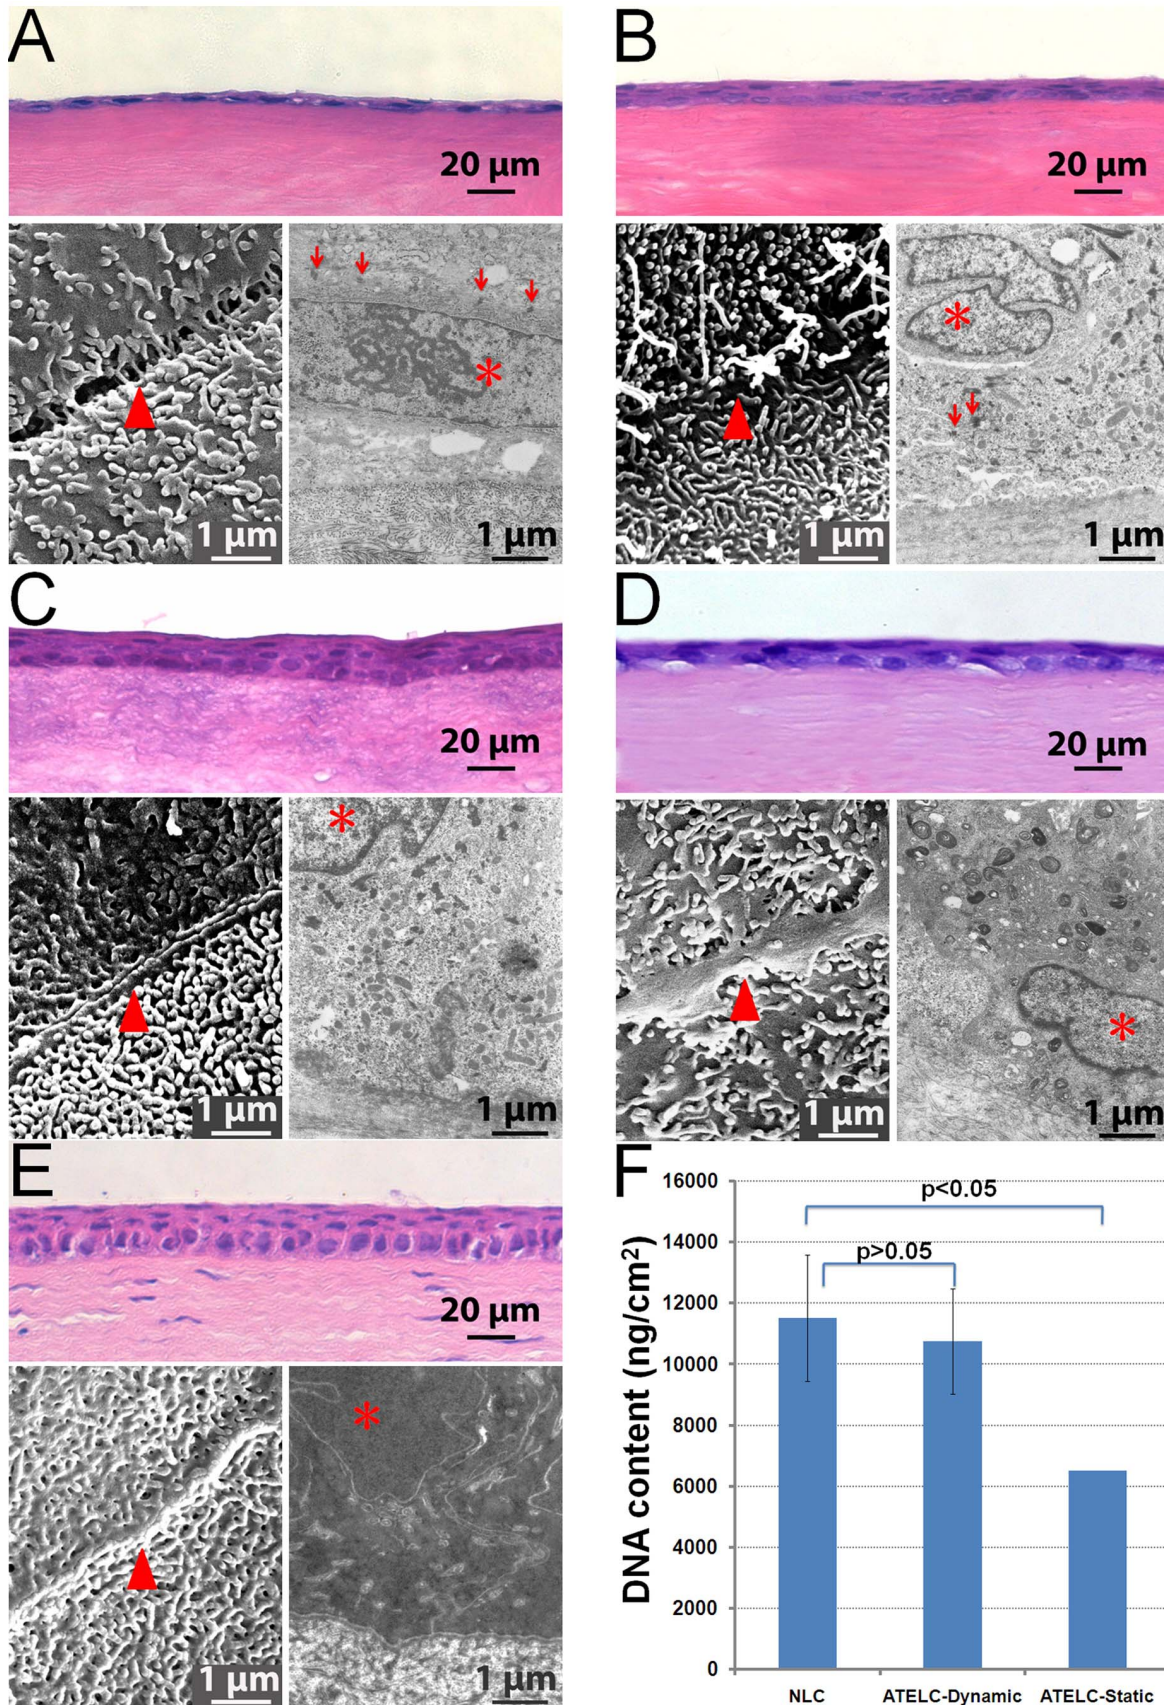 A
20 µm
1 µm
1 µm
B
20 µm
1 µm
1 µm
C
20 µm
1 µm
1 µm
D
20 µm
1 µm
1 µm
E
20 µm
1 µm
1 µm
F
DNA content (ng/cm²)
16000
14000
12000
10000
8000
6000
4000
2000
0
p<0.05
p>0.05
NLC
ATELC-Dynamic
ATELC-Static